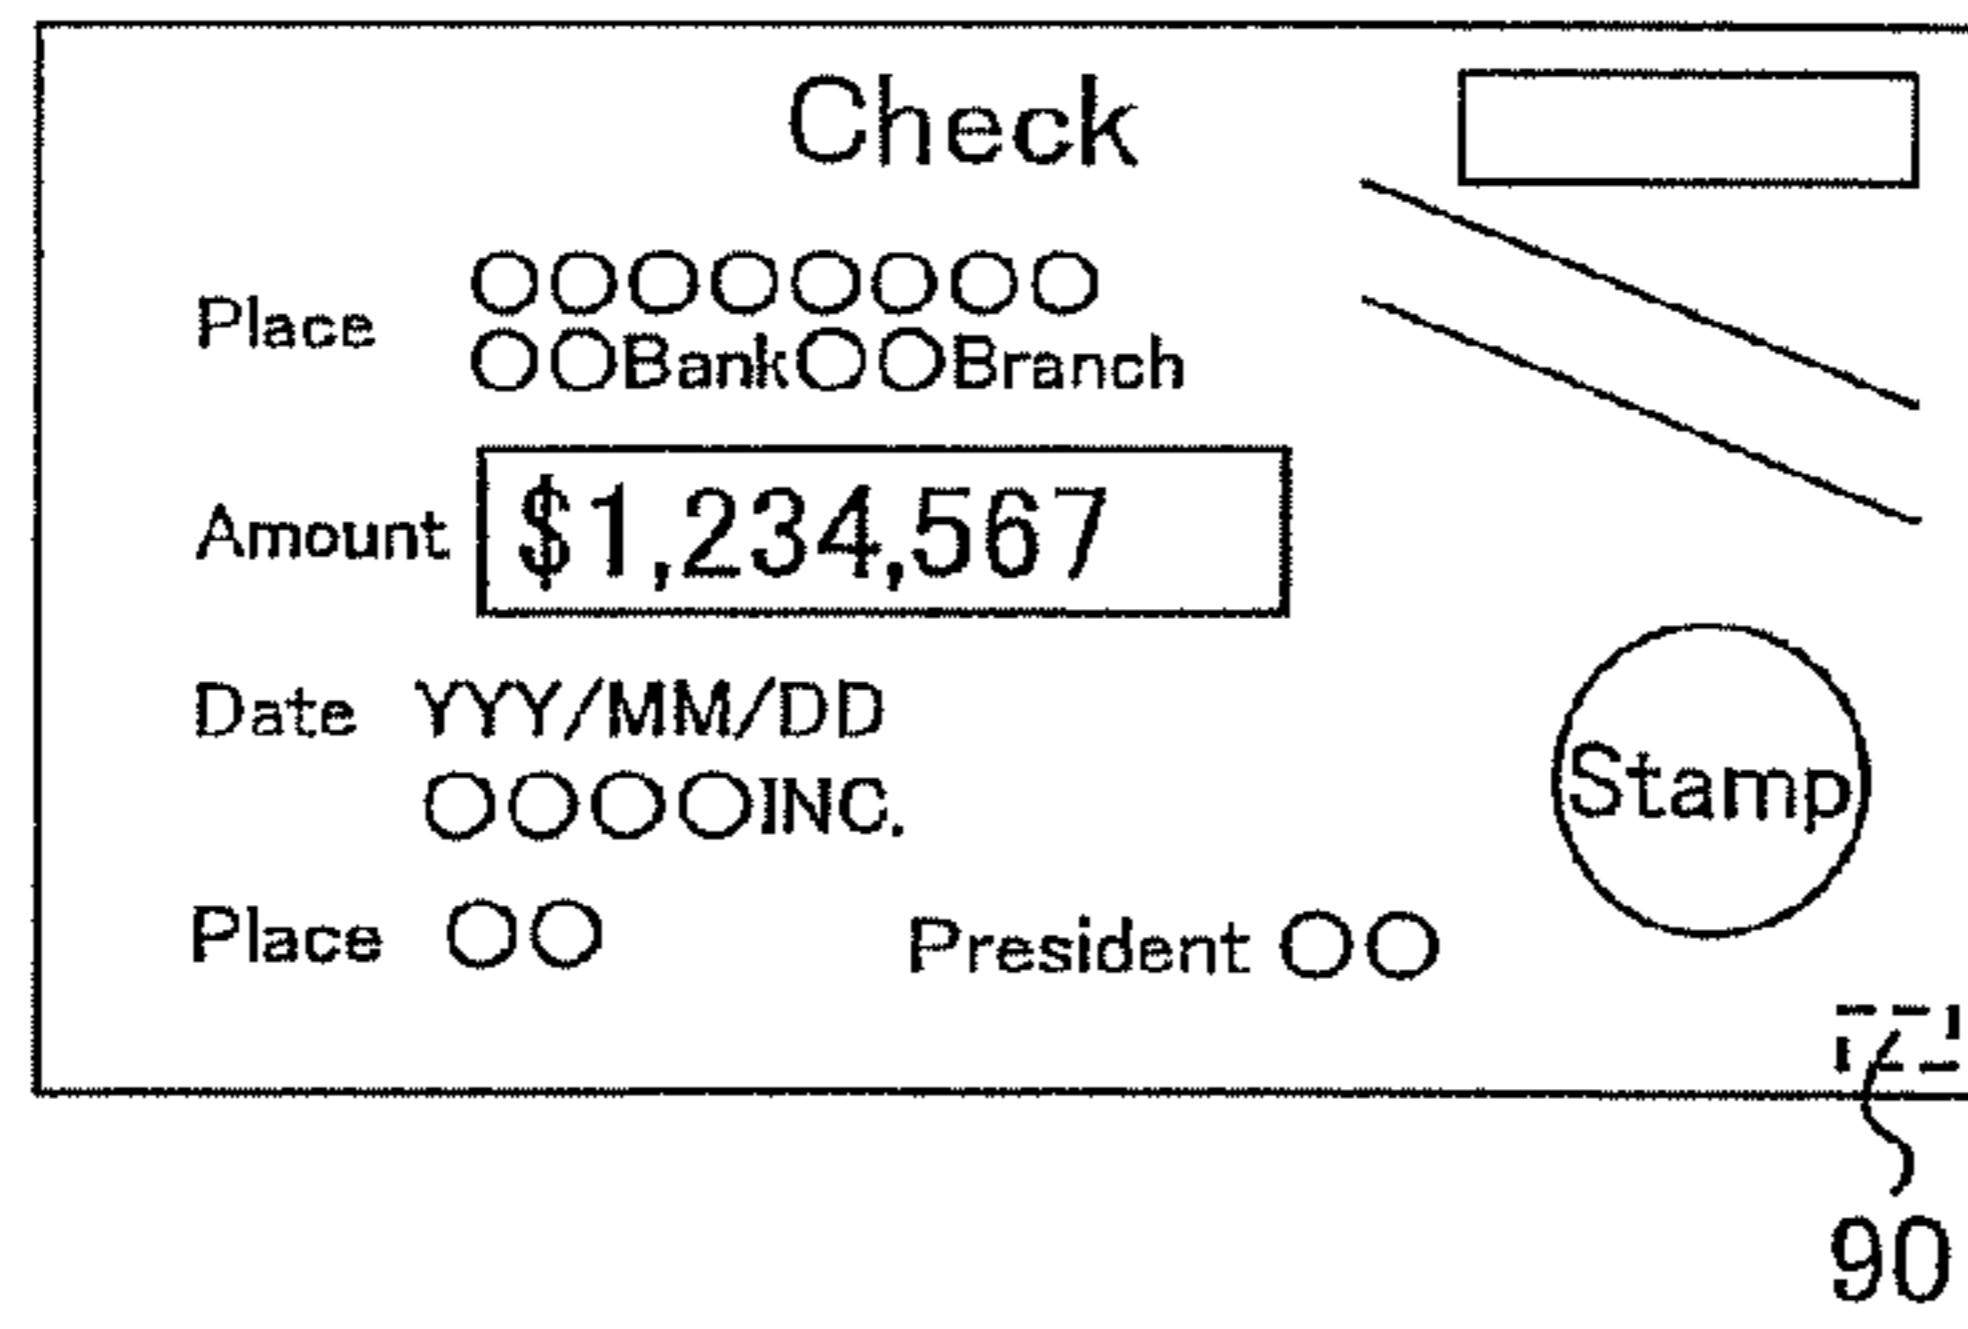 Check
Place ○○○○○○○○
○○Bank○○Branch
Amount $1,234,567
Date YYY/MM/DD
○○○○INC.
Stamp
Place ○○ President ○○
90